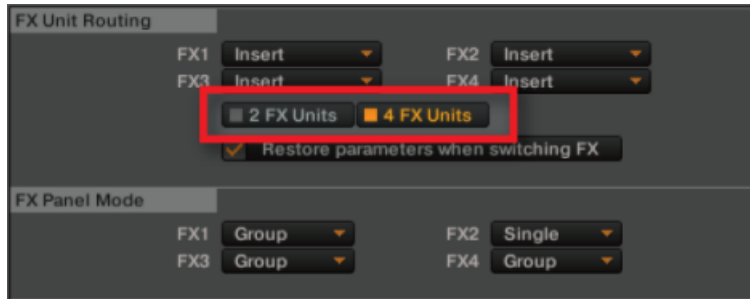 FX Unit Routing
FX1 Insert FX2 Insert
FX3 Insert FX4 Insert
2 FX Units 4 FX Units
Restore parameters when switching FX
FX Panel Mode
FX1 Group FX2 Single
FX3 Group FX4 Group